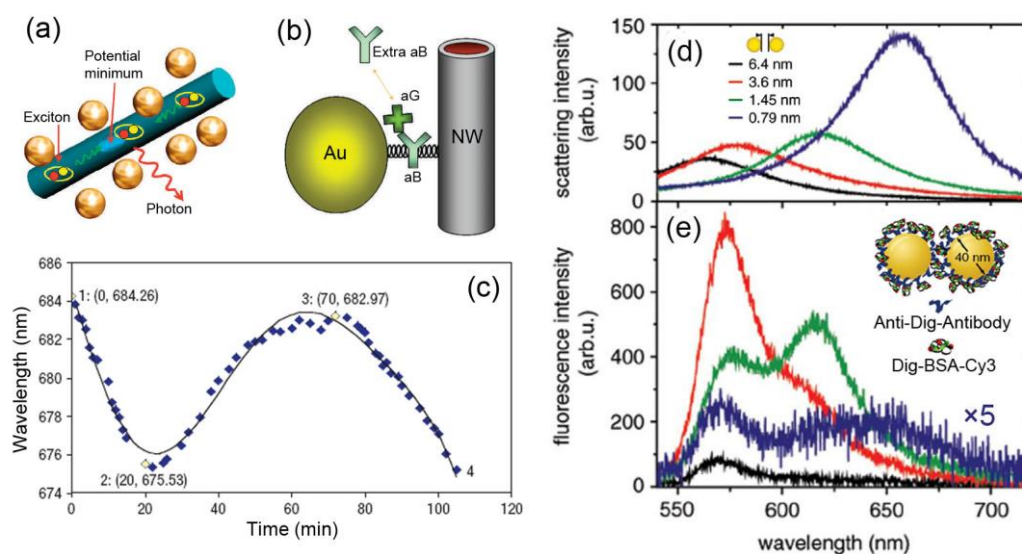 (a)
Potential
minimum
Exciton
Photon
(b)
Extra aB
aG
Au
NW
aB
(c)
Wavelength (nm)
686
684
682
680
678
676
674
1: (0, 684.26)
3: (70, 682.97)
2: (20, 675.53)
4
0 20 40 60 80 100 120
Time (min)
(d)
scattering intensity
(arb.u.)
150
100
50
0
6.4 nm
3.6 nm
1.45 nm
0.79 nm
(e)
fluorescence intensity
(arb.u.)
800
600
400
200
0
40 nm
Anti-Dig-Antibody
Dig-BSA-Cy3
×5
550 600 650 700
wavelength (nm)